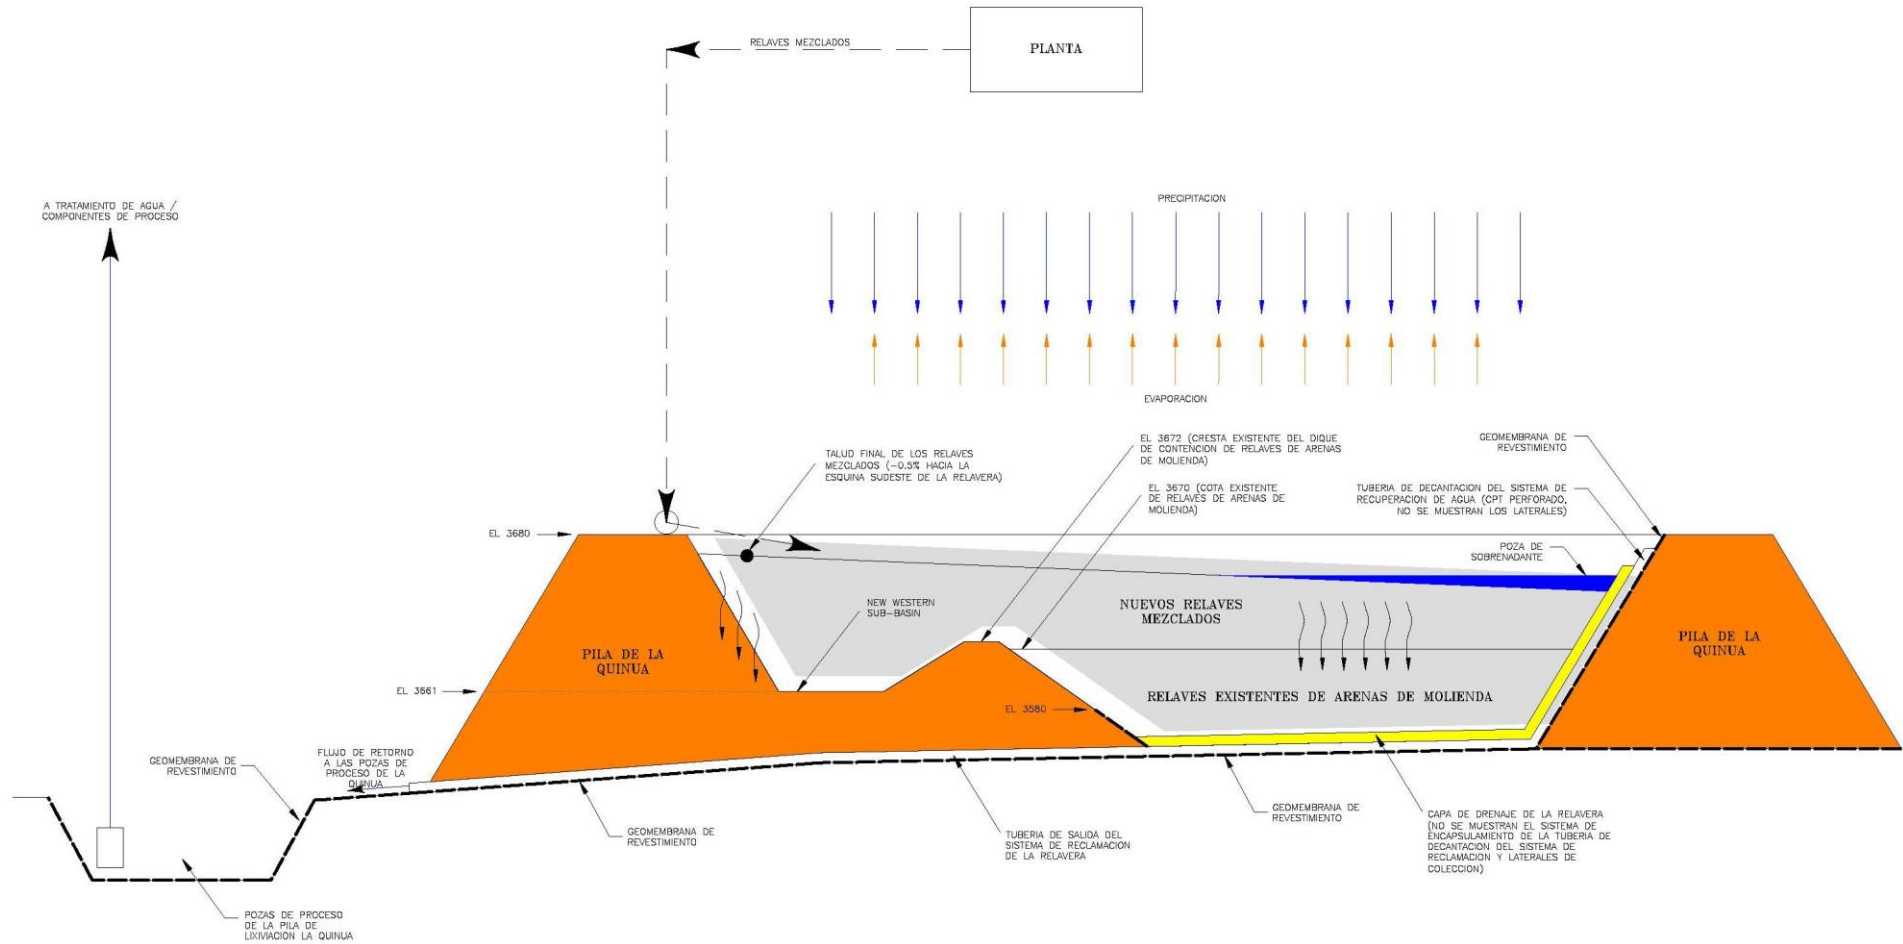 RELAVES MEZCLADOS
PLANTA
A TRATAMIENTO DE AGUA /
COMPONENTES DE PROCESO
PRECIPITACION
EVAPORACION
TALUD FINAL DE LOS RELAVES
MEZCLADOS (-0.5% HACIA LA
ESQUINA SUDESTE DE LA RELAVERA)
EL 3672 (CRESTA EXISTENTE DEL DIQUE
DE CONTENCION DE RELAVES DE ARENAS
DE MOLIENDA)
EL 3670 (COTA EXISTENTE
DE RELAVES DE ARENAS DE
MOLIENDA)
GEOMEMBRANA DE
REVESTIMIENTO
TUBERIA DE DECANTACION DEL SISTEMA DE
RECUPERACION DE AGUA (CPT PERFORADO,
NO SE MUESTRAN LOS LATERALES)
POZA DE
SOBRENADANTE
EL 3680
NEW WESTERN
SUB-BASIN
NUEVOS RELAVES
MEZCLADOS
PILA DE LA
QUINUA
PILA DE LA
QUINUA
EL 3661
RELAVES EXISTENTES DE ARENAS DE MOLIENDA
EL 3580
GEOMEMBRANA DE
REVESTIMIENTO
FLUJO DE RETORNO
A LAS POZAS DE
PROCESO DE LA
QUINUA
GEOMEMBRANA DE
REVESTIMIENTO
TUBERIA DE SALIDA DEL
SISTEMA DE RECLAMACION
DE LA RELAVERA
GEOMEMBRANA DE
REVESTIMIENTO
CAPA DE DRENAJE DE LA RELAVERA
(NO SE MUESTRAN EL SISTEMA DE
ENCAPSULAMIENTO DE LA TUBERIA DE
DECANTACION DEL SISTEMA DE
RECLAMACION Y LATERALES DE
COLECCION)
POZAS DE PROCESO
DE LA PILA DE
LIXIVIACION LA QUINUA